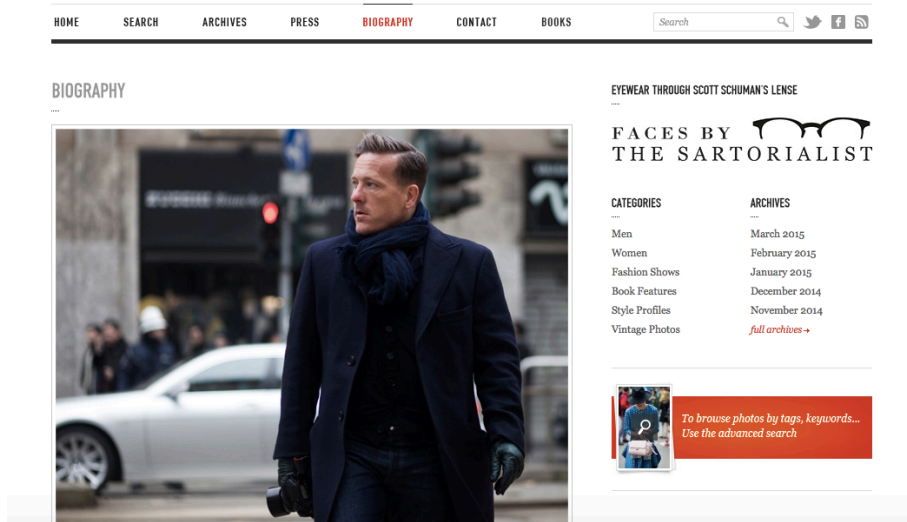 HOME SEARCH ARCHIVES PRESS BIOGRAPHY CONTACT BOOKS Search
BIOGRAPHY
EYEWEAR THROUGH SCOTT SCHUMAN'S LENSE
FACES BY
THE SARTORIALIST
CATEGORIES
Men
Women
Fashion Shows
Book Features
Style Profiles
Vintage Photos
ARCHIVES
March 2015
February 2015
January 2015
December 2014
November 2014
full archives
To browse photos by tags, keywords...
Use the advanced search